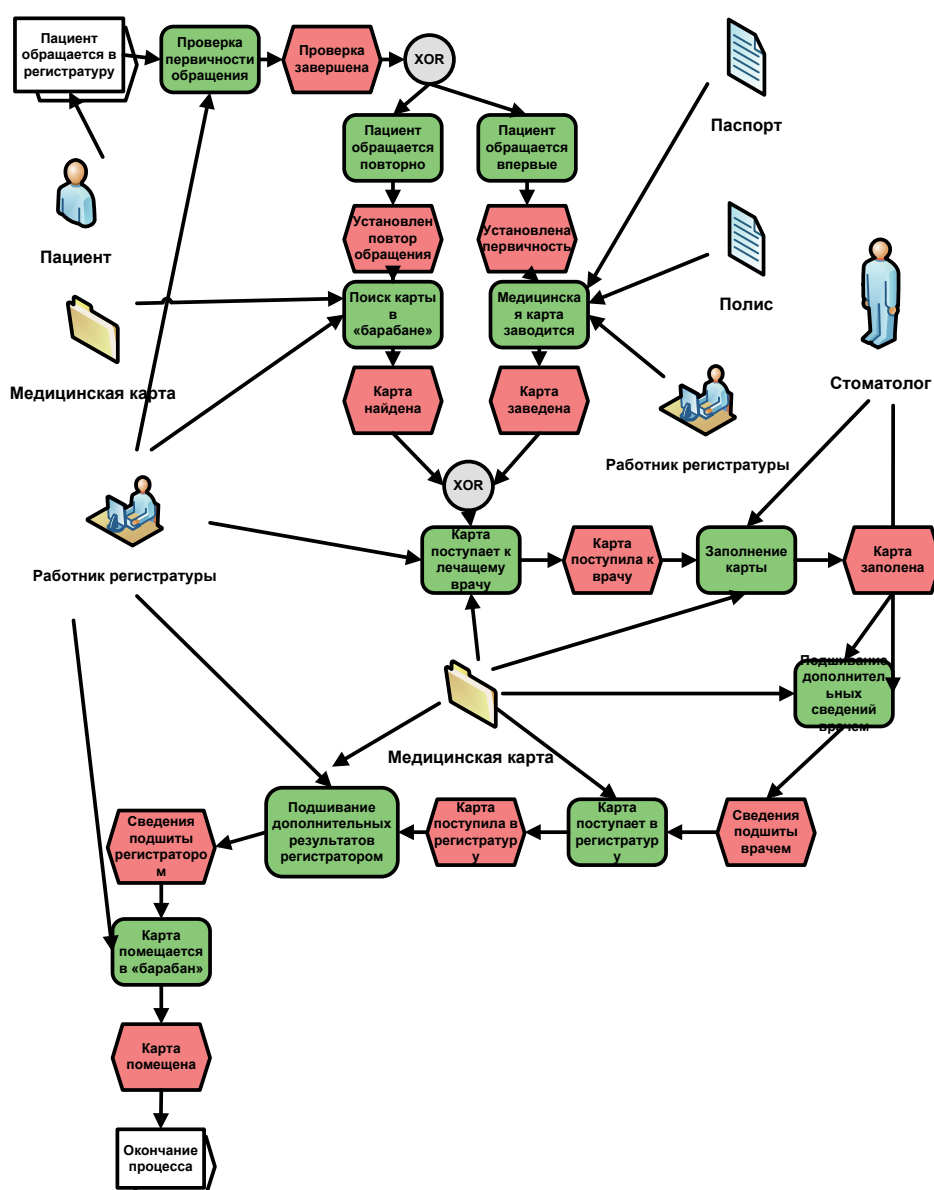 Пациент
обращается в
регистратуру
Проверка
первичности
обращения
Проверка
завершена
XOR
Паспорт
Пациент
обращается
повторно
Пациент
обращается
впервые
Пациент
Установлен
повтор
обращения
Установлена
первичность
Полис
Поиск карты
в
«барабане»
Медицинска
я карта
заводится
Медицинская карта
Стоматолог
Карта
найдена
Карта
заведена
Работник регистратуры
XOR
Работник регистратуры
Карта
поступает к
лечащему
врачу
Карта
поступила к
врачу
Заполнение
карты
Карта
заполена
Подшивание
дополнител
ьных
сведений
врачем
Медицинская карта
Сведения
подшиты
регистраторо
м
Подшивание
дополнительных
результатов
регистратором
Карта
поступила в
регистратур
у
Карта
поступает в
регистратур
у
Сведения
подшиты
врачем
Карта
помещается
в «барабан»
Карта
помещена
Окончание
процесса